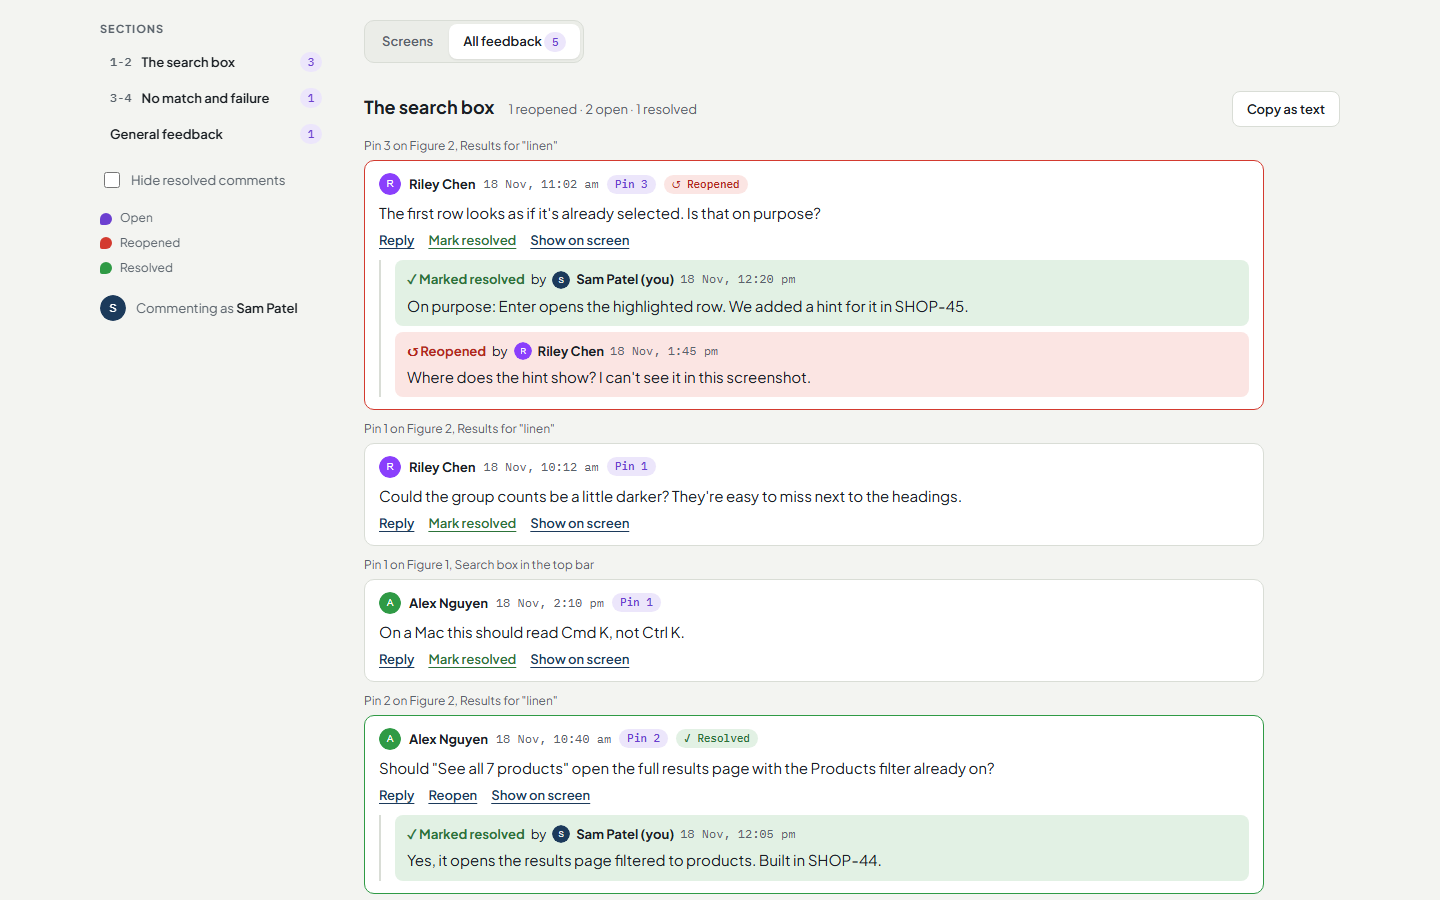 SECTIONS
1-2 The search box 3
3-4 No match and failure 1
General feedback 1
Hide resolved comments
Open
Reopened
Resolved
S Commenting as Sam Patel
Screens All feedback 5
The search box 1 reopened · 2 open · 1 resolved Copy as text
Pin 3 on Figure 2, Results for "linen"
R Riley Chen 18 Nov, 11:02 am Pin 3 ↺ Reopened
The first row looks as if it's already selected. Is that on purpose?
Reply Mark resolved Show on screen
✓ Marked resolved by S Sam Patel (you) 18 Nov, 12:20 pm
On purpose: Enter opens the highlighted row. We added a hint for it in SHOP-45.
↺ Reopened by R Riley Chen 18 Nov, 1:45 pm
Where does the hint show? I can't see it in this screenshot.
Pin 1 on Figure 2, Results for "linen"
R Riley Chen 18 Nov, 10:12 am Pin 1
Could the group counts be a little darker? They're easy to miss next to the headings.
Reply Mark resolved Show on screen
Pin 1 on Figure 1, Search box in the top bar
A Alex Nguyen 18 Nov, 2:10 pm Pin 1
On a Mac this should read Cmd K, not Ctrl K.
Reply Mark resolved Show on screen
Pin 2 on Figure 2, Results for "linen"
A Alex Nguyen 18 Nov, 10:40 am Pin 2 ✓ Resolved
Should "See all 7 products" open the full results page with the Products filter already on?
Reply Reopen Show on screen
✓ Marked resolved by S Sam Patel (you) 18 Nov, 12:05 pm
Yes, it opens the results page filtered to products. Built in SHOP-44.